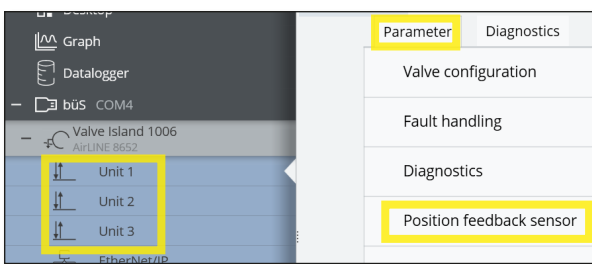 Desktop
Graph
Datalogger
büS COM4
Valve Island 1006
AirLINE 8652
Unit 1
Unit 2
Unit 3
EtherNet/IP
Parameter Diagnostics
Valve configuration
Fault handling
Diagnostics
Position feedback sensor